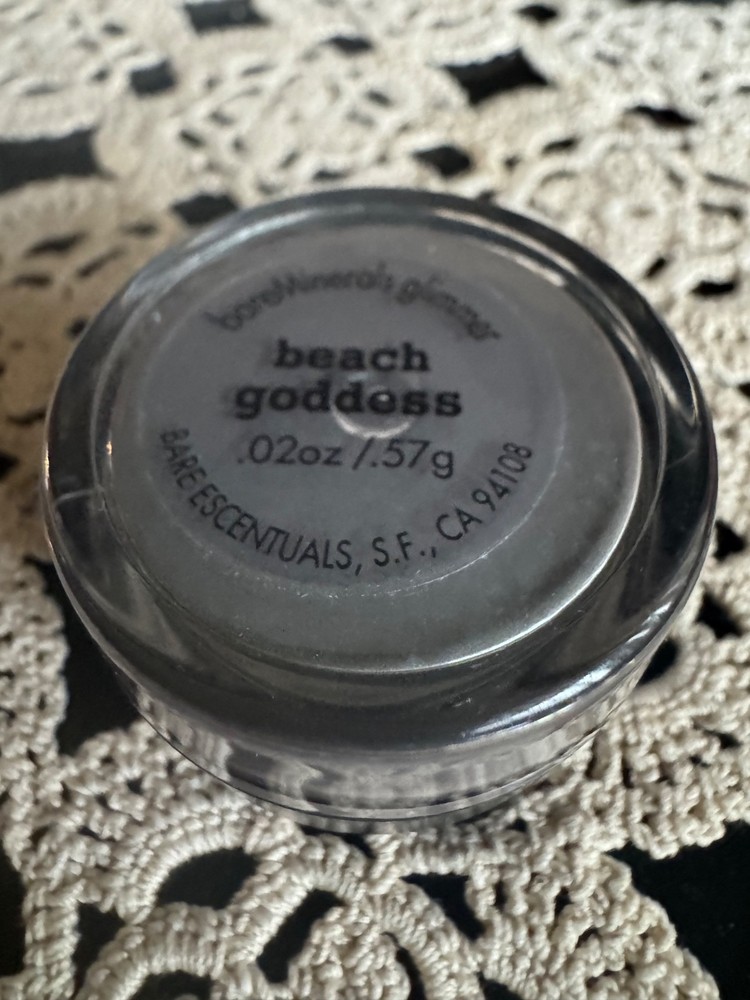 bareMinerals glimmer
beach
goddess
.02oz /.57g
BARE ESCENTUALS, S.F., CA 94108